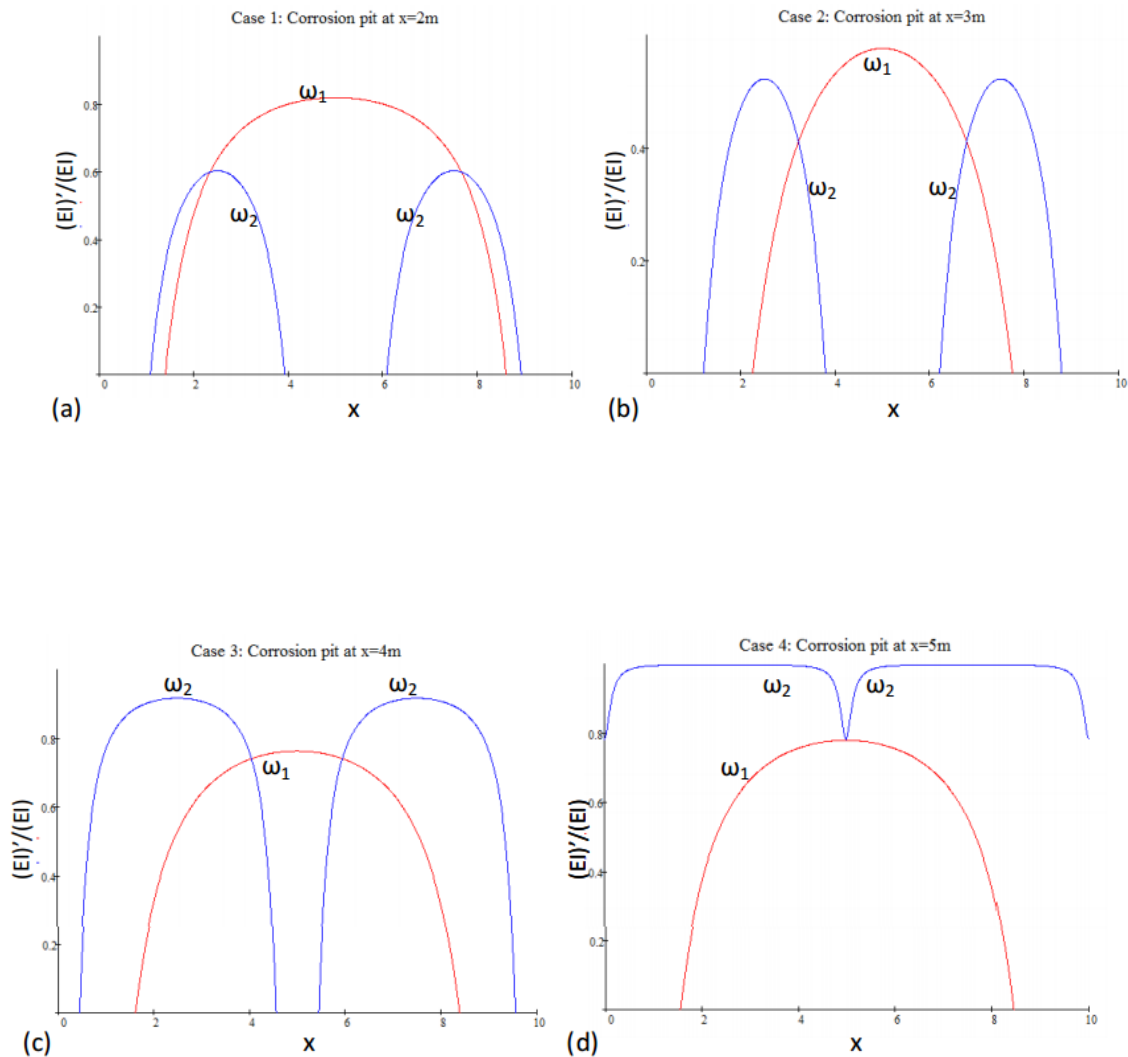 Case 1: Corrosion pit at x=2m
ω1
ω2
ω2
(EI)'/(EI)
0.8
0.6
0.4
0.2
0 2 4 6 8 10
(a)
x
Case 2: Corrosion pit at x=3m
ω1
ω2
ω2
(EI)'/(EI)
0.4
0.2
0 2 4 6 8 10
(b)
x
Case 3: Corrosion pit at x=4m
ω2
ω2
ω1
(EI)'/(EI)
0.8
0.6
0.4
0.2
0 2 4 6 8 10
(c)
x
Case 4: Corrosion pit at x=5m
ω2
ω2
ω1
(EI)'/(EI)
0.8
0.6
0.4
0.2
0 2 4 6 8 10
(d)
x